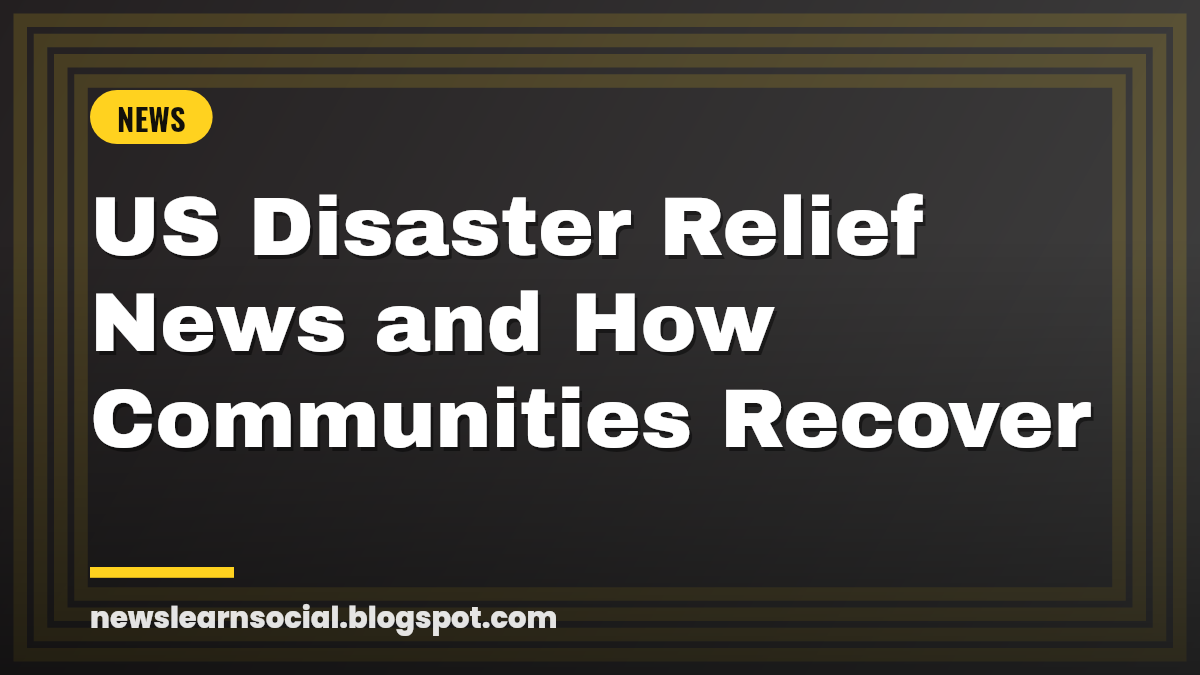 NEWS
US Disaster Relief
News and How
Communities Recover
newslearnsocial.blogspot.com